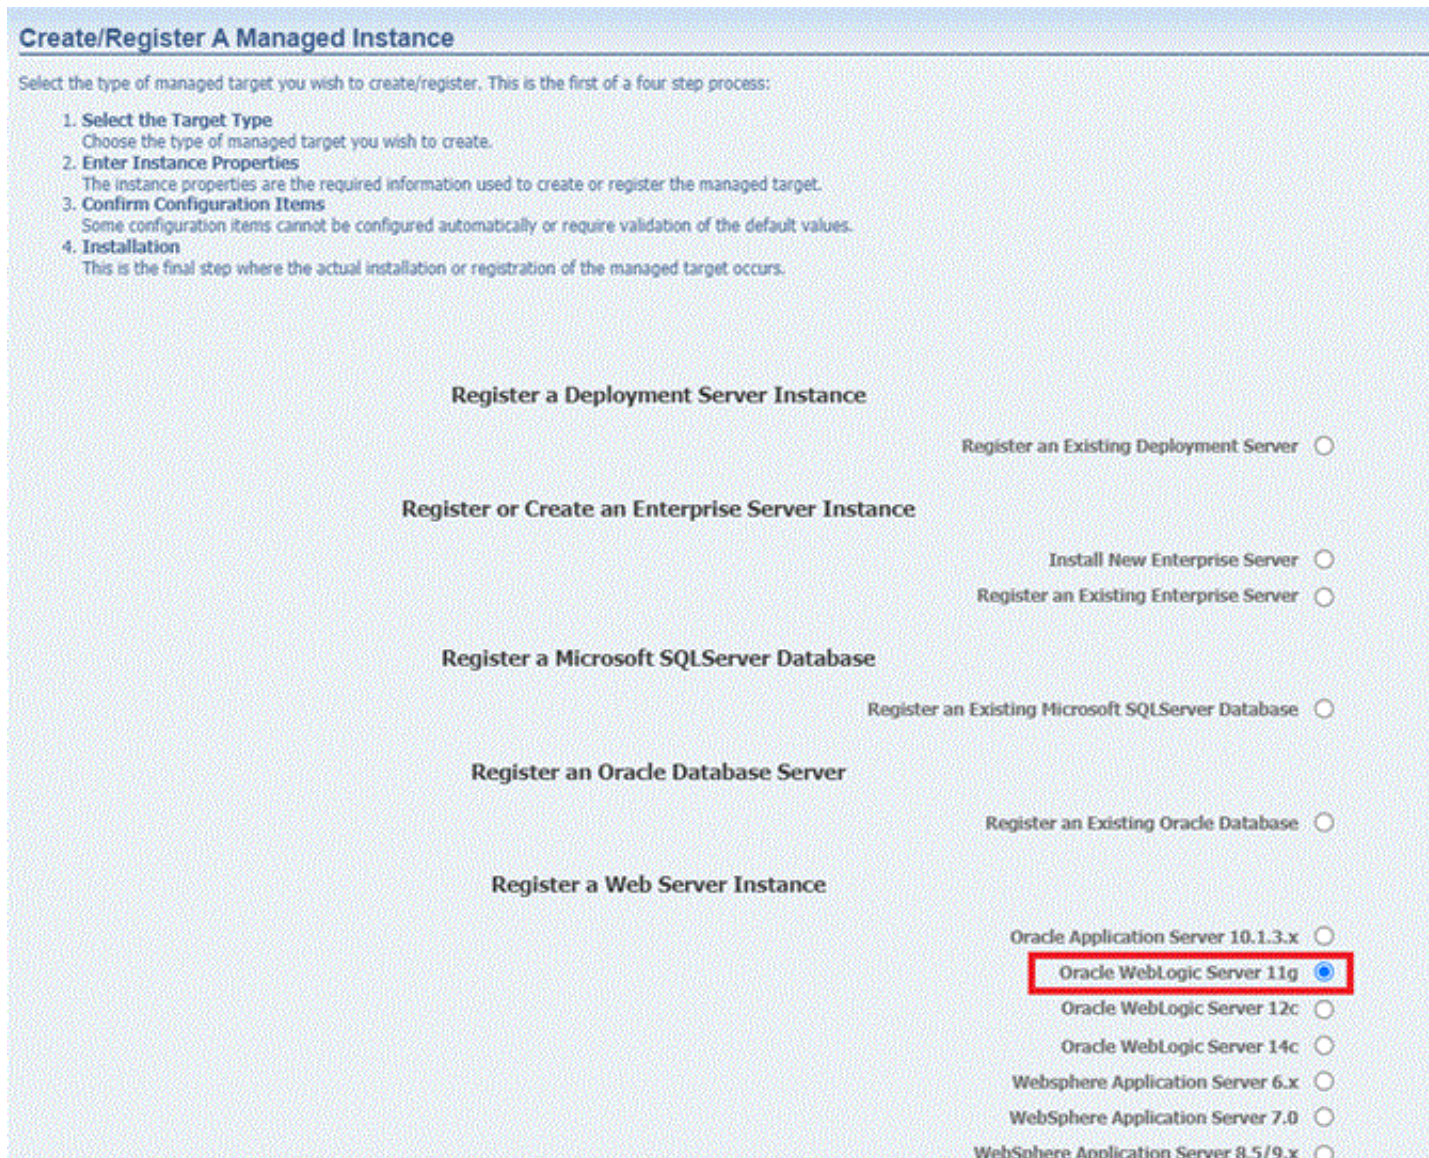 Create/Register A Managed Instance
Select the type of managed target you wish to create/register. This is the first of a four step process:
1. Select the Target Type
Choose the type of managed target you wish to create.
2. Enter Instance Properties
The instance properties are the required information used to create or register the managed target.
3. Confirm Configuration Items
Some configuration items cannot be configured automatically or require validation of the default values.
4. Installation
This is the final step where the actual installation or registration of the managed target occurs.
Register a Deployment Server Instance
Register an Existing Deployment Server
Register or Create an Enterprise Server Instance
Install New Enterprise Server
Register an Existing Enterprise Server
Register a Microsoft SQLServer Database
Register an Existing Microsoft SQLServer Database
Register an Oracle Database Server
Register an Existing Oracle Database
Register a Web Server Instance
Oracle Application Server 10.1.3.x
Oracle WebLogic Server 11g
Oracle WebLogic Server 12c
Oracle WebLogic Server 14c
Websphere Application Server 6.x
WebSphere Application Server 7.0
WebSphere Application Server 8.5/9.x